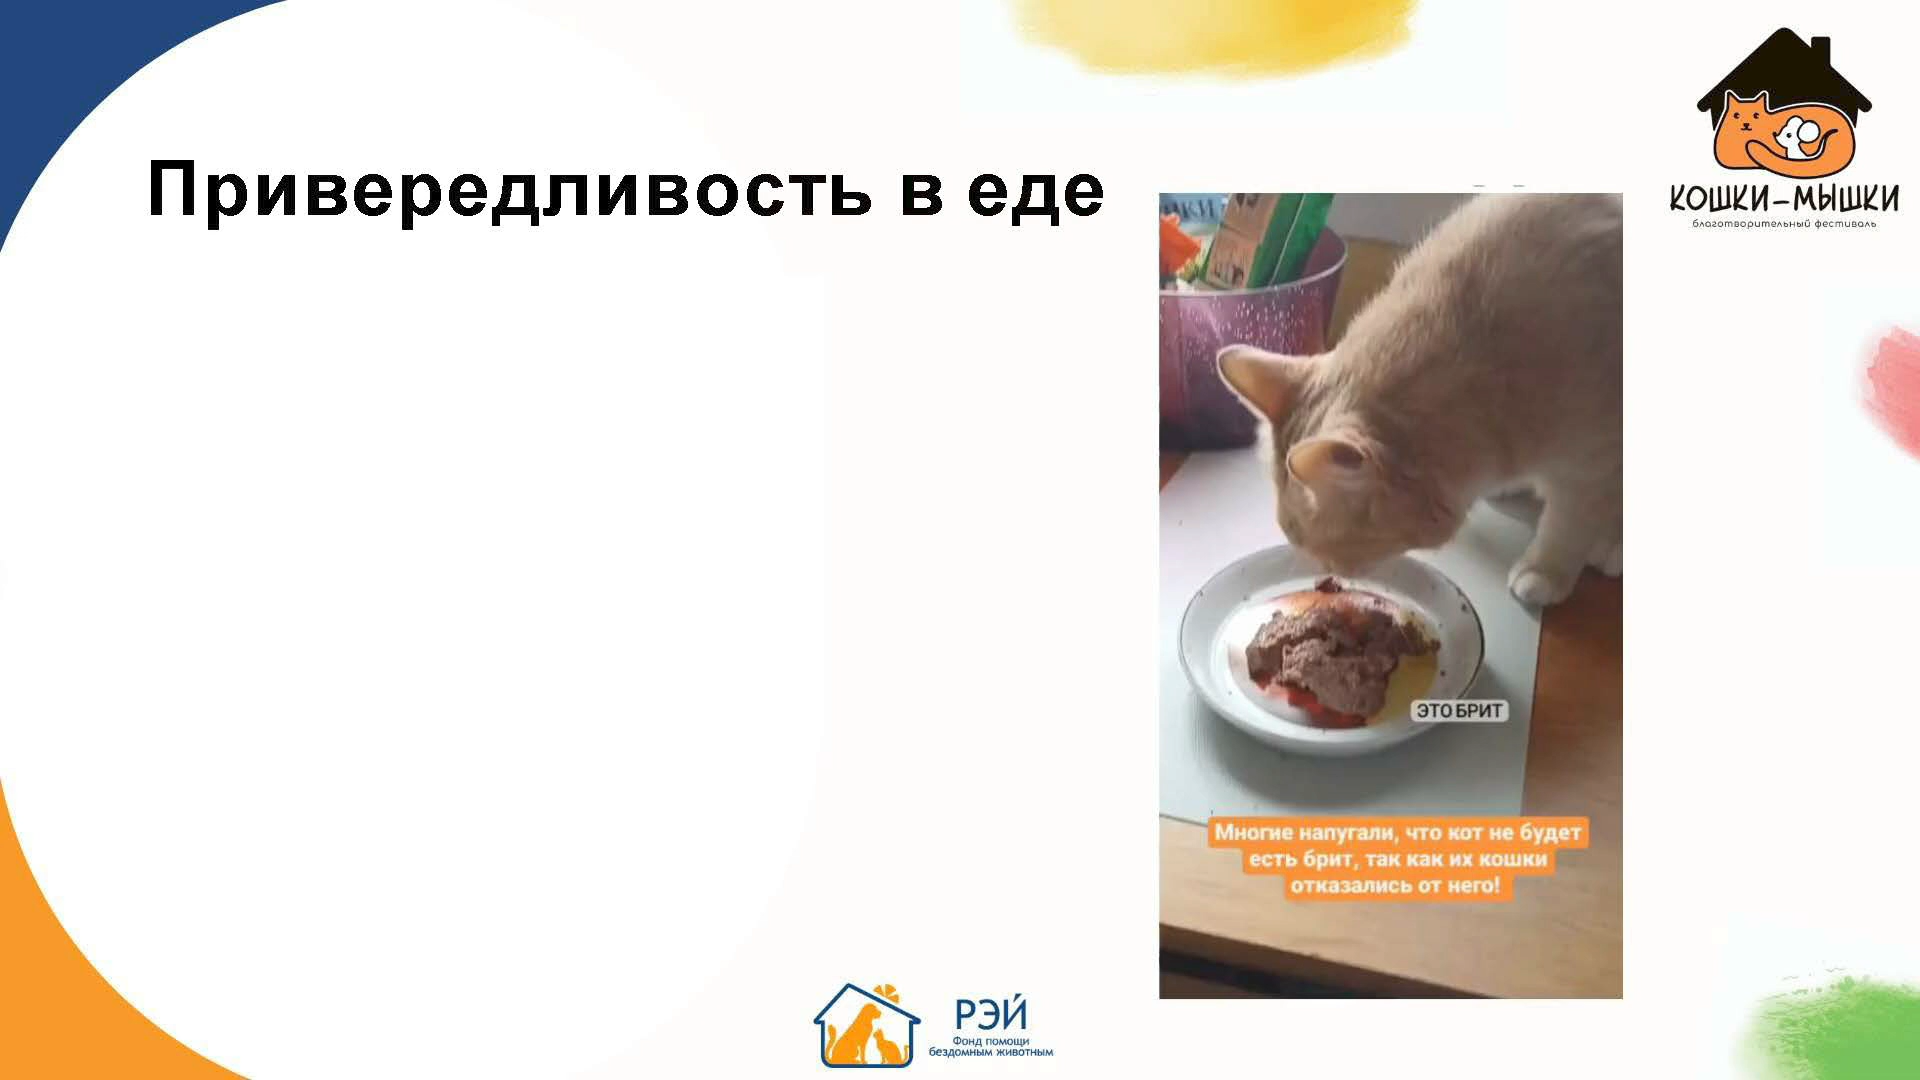 Привередливость в еде
КОШКИ-МЫШКИ
благотворительный фестиваль
ЭТО БРИТ
Многие напугали, что кот не будет
есть брит, так как их кошки
отказались от него!
РЭЙ
Фонд помощи
бездомным животным